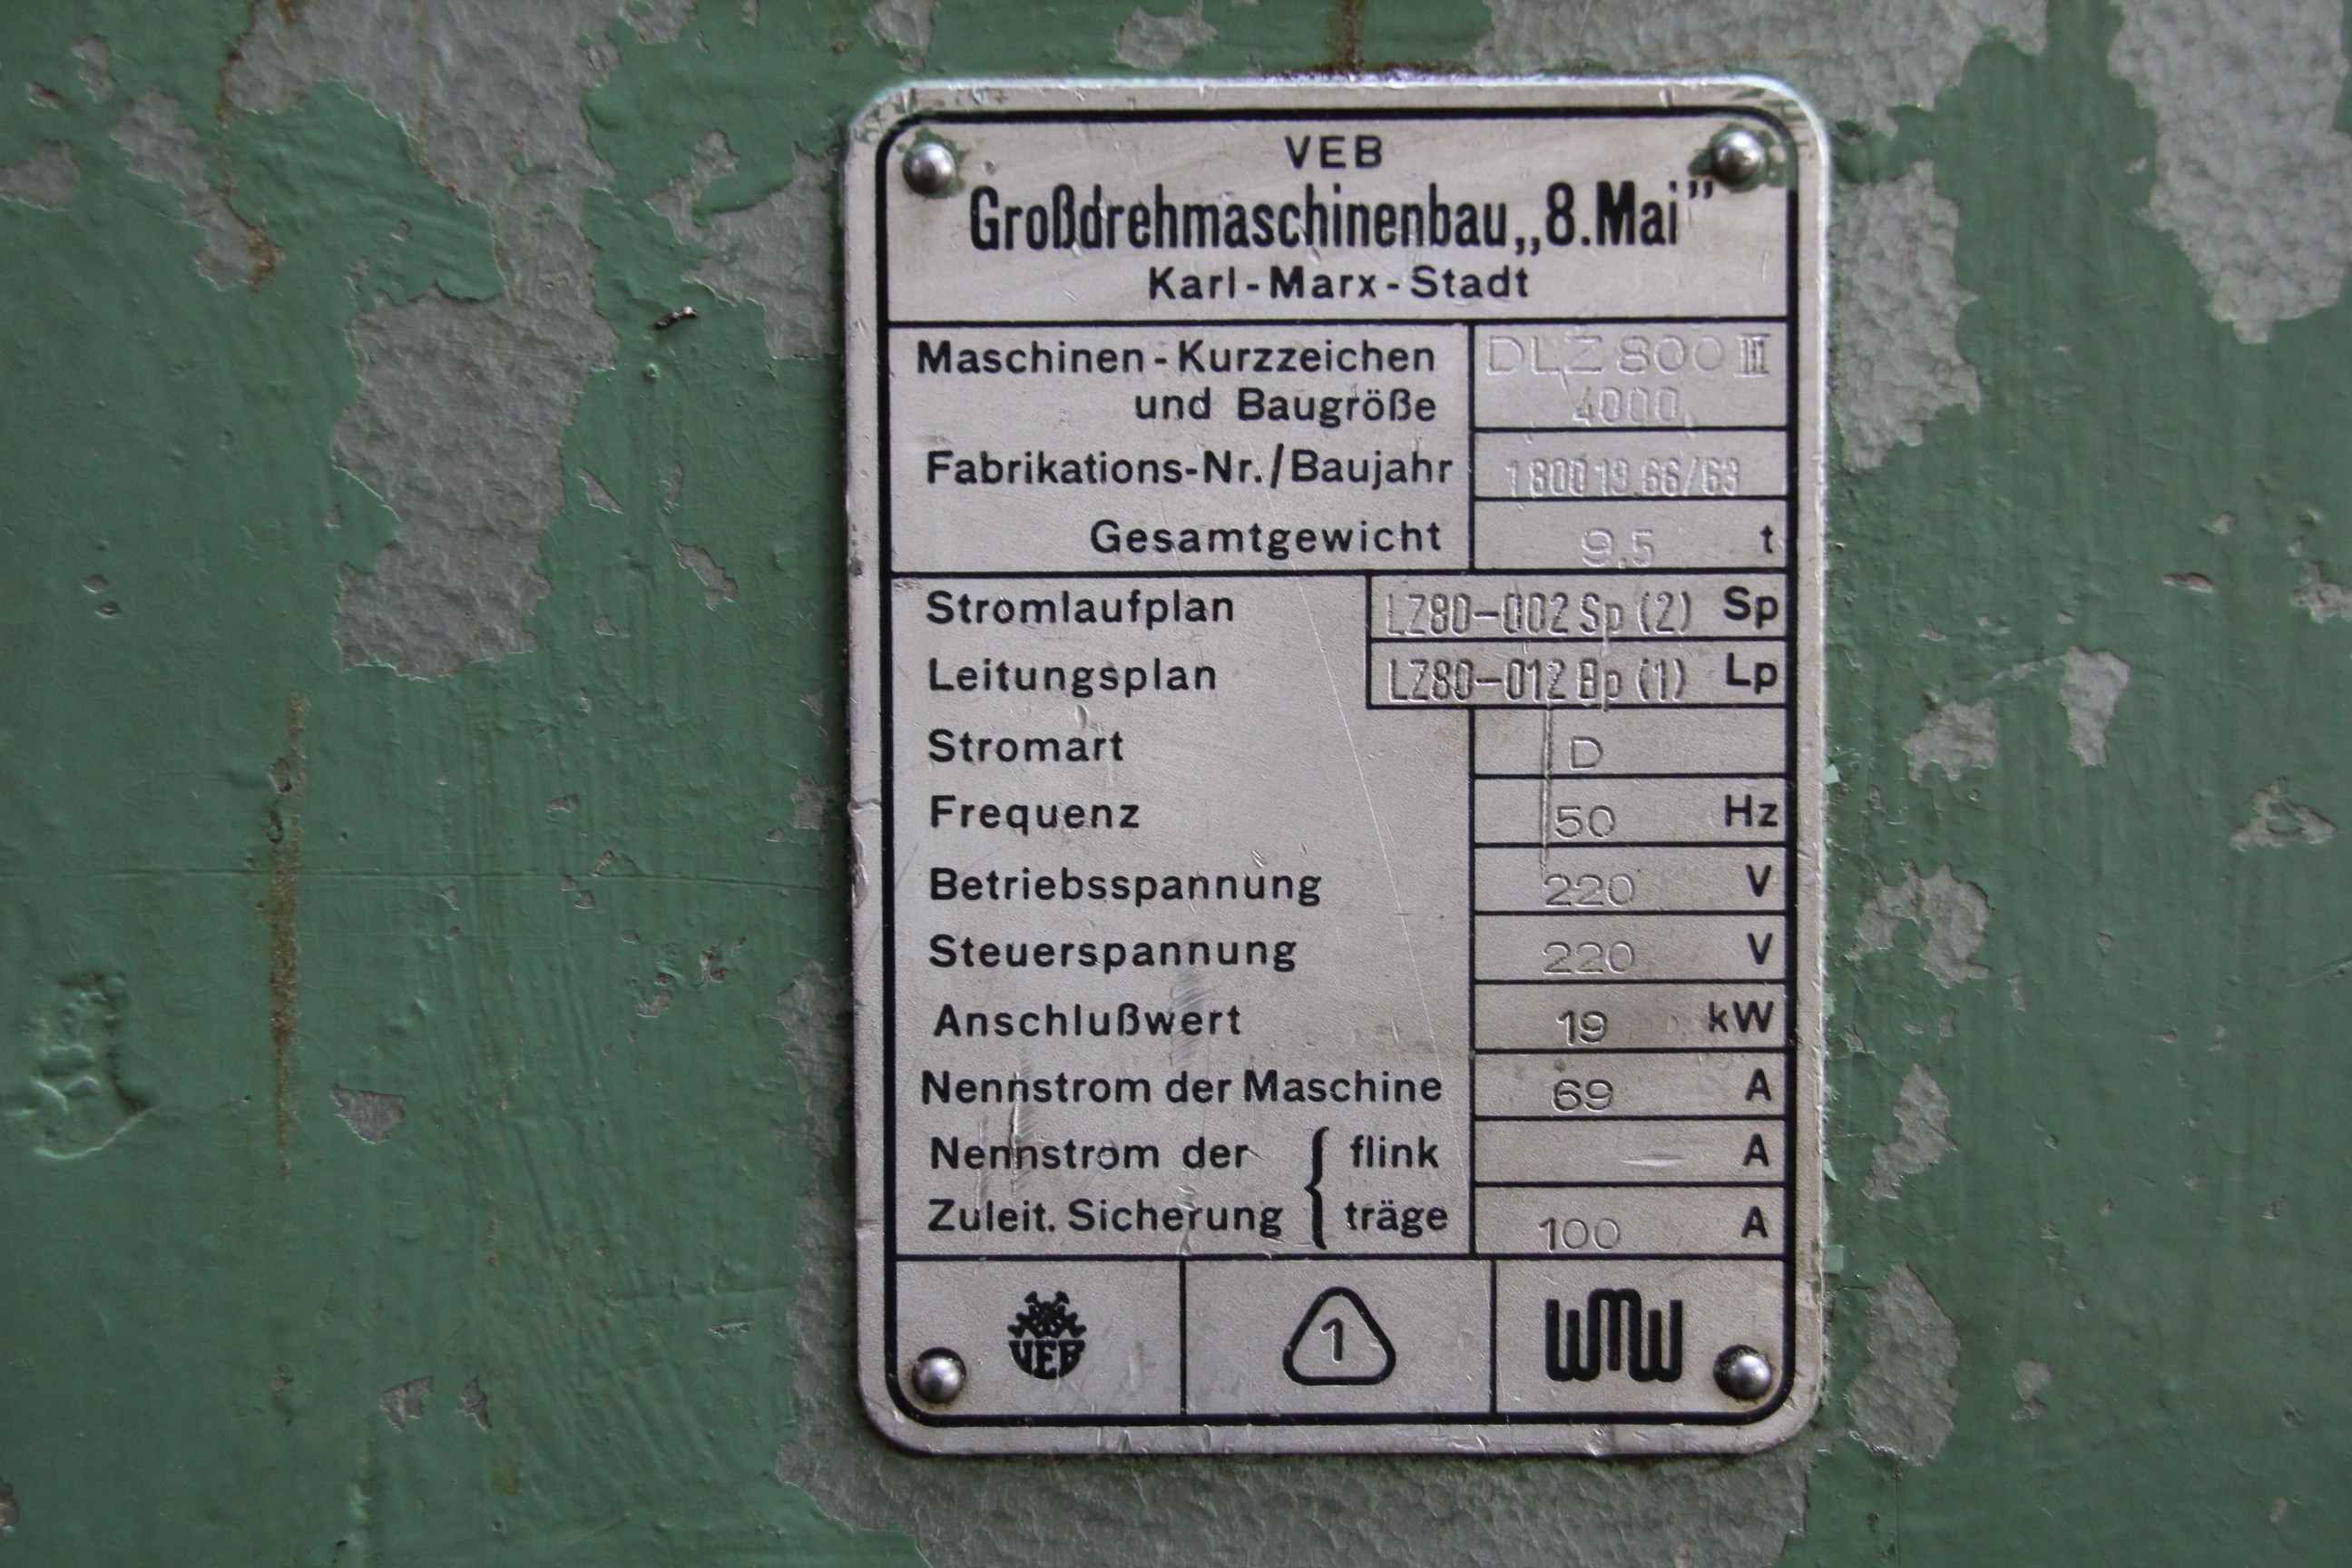 VEB
Großdrehmaschinenbau „8. Mai”
Karl-Marx-Stadt
Maschinen-Kurzzeichen DLZ 800 III
und Baugröße 4000
Fabrikations-Nr./Baujahr 1800 19.66/63
Gesamtgewicht 9,5 t
Stromlaufplan LZ80-002 Sp (2) Sp
Leitungsplan LZ80-012 Bp (1) Lp
Stromart D
Frequenz 50 Hz
Betriebsspannung 220 V
Steuerspannung 220 V
Anschlußwert 19 kW
Nennstrom der Maschine 69 A
Nennstrom der { flink — A
Zuleit. Sicherung { träge 100 A
VEB 1 WMW